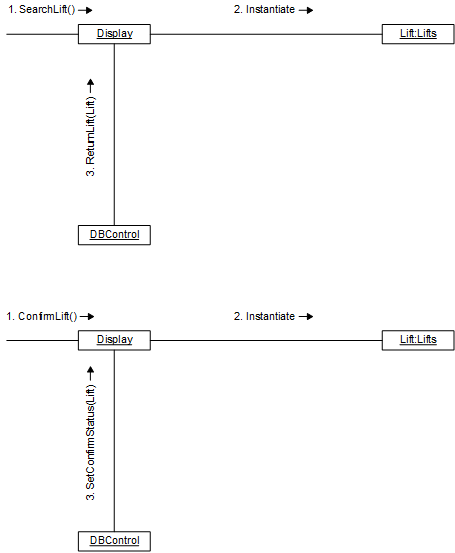 1. SearchLift()
2. Instantiate
Display
Lift:Lifts
3. ReturnLift(Lift)
DBControl
1. ConfirmLift()
2. Instantiate
Display
Lift:Lifts
3. SetConfirmStatus(Lift)
DBControl